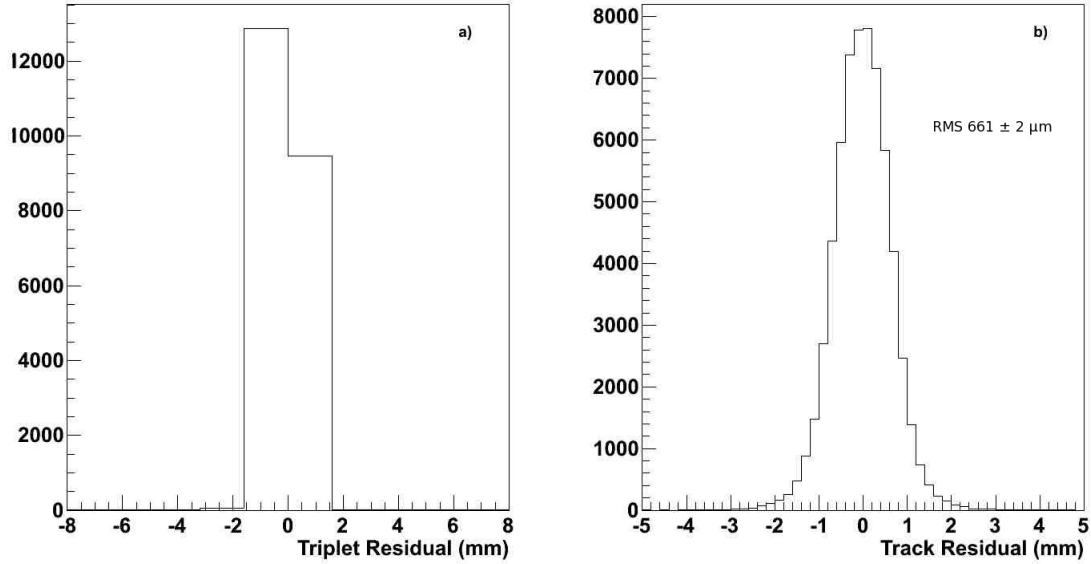 a)
12000
10000
8000
6000
4000
2000
0
-8 -6 -4 -2 0 2 4 6 8
Triplet Residual (mm)
b)
RMS 661 ± 2 µm
8000
7000
6000
5000
4000
3000
2000
1000
0
-5 -4 -3 -2 -1 0 1 2 3 4 5
Track Residual (mm)